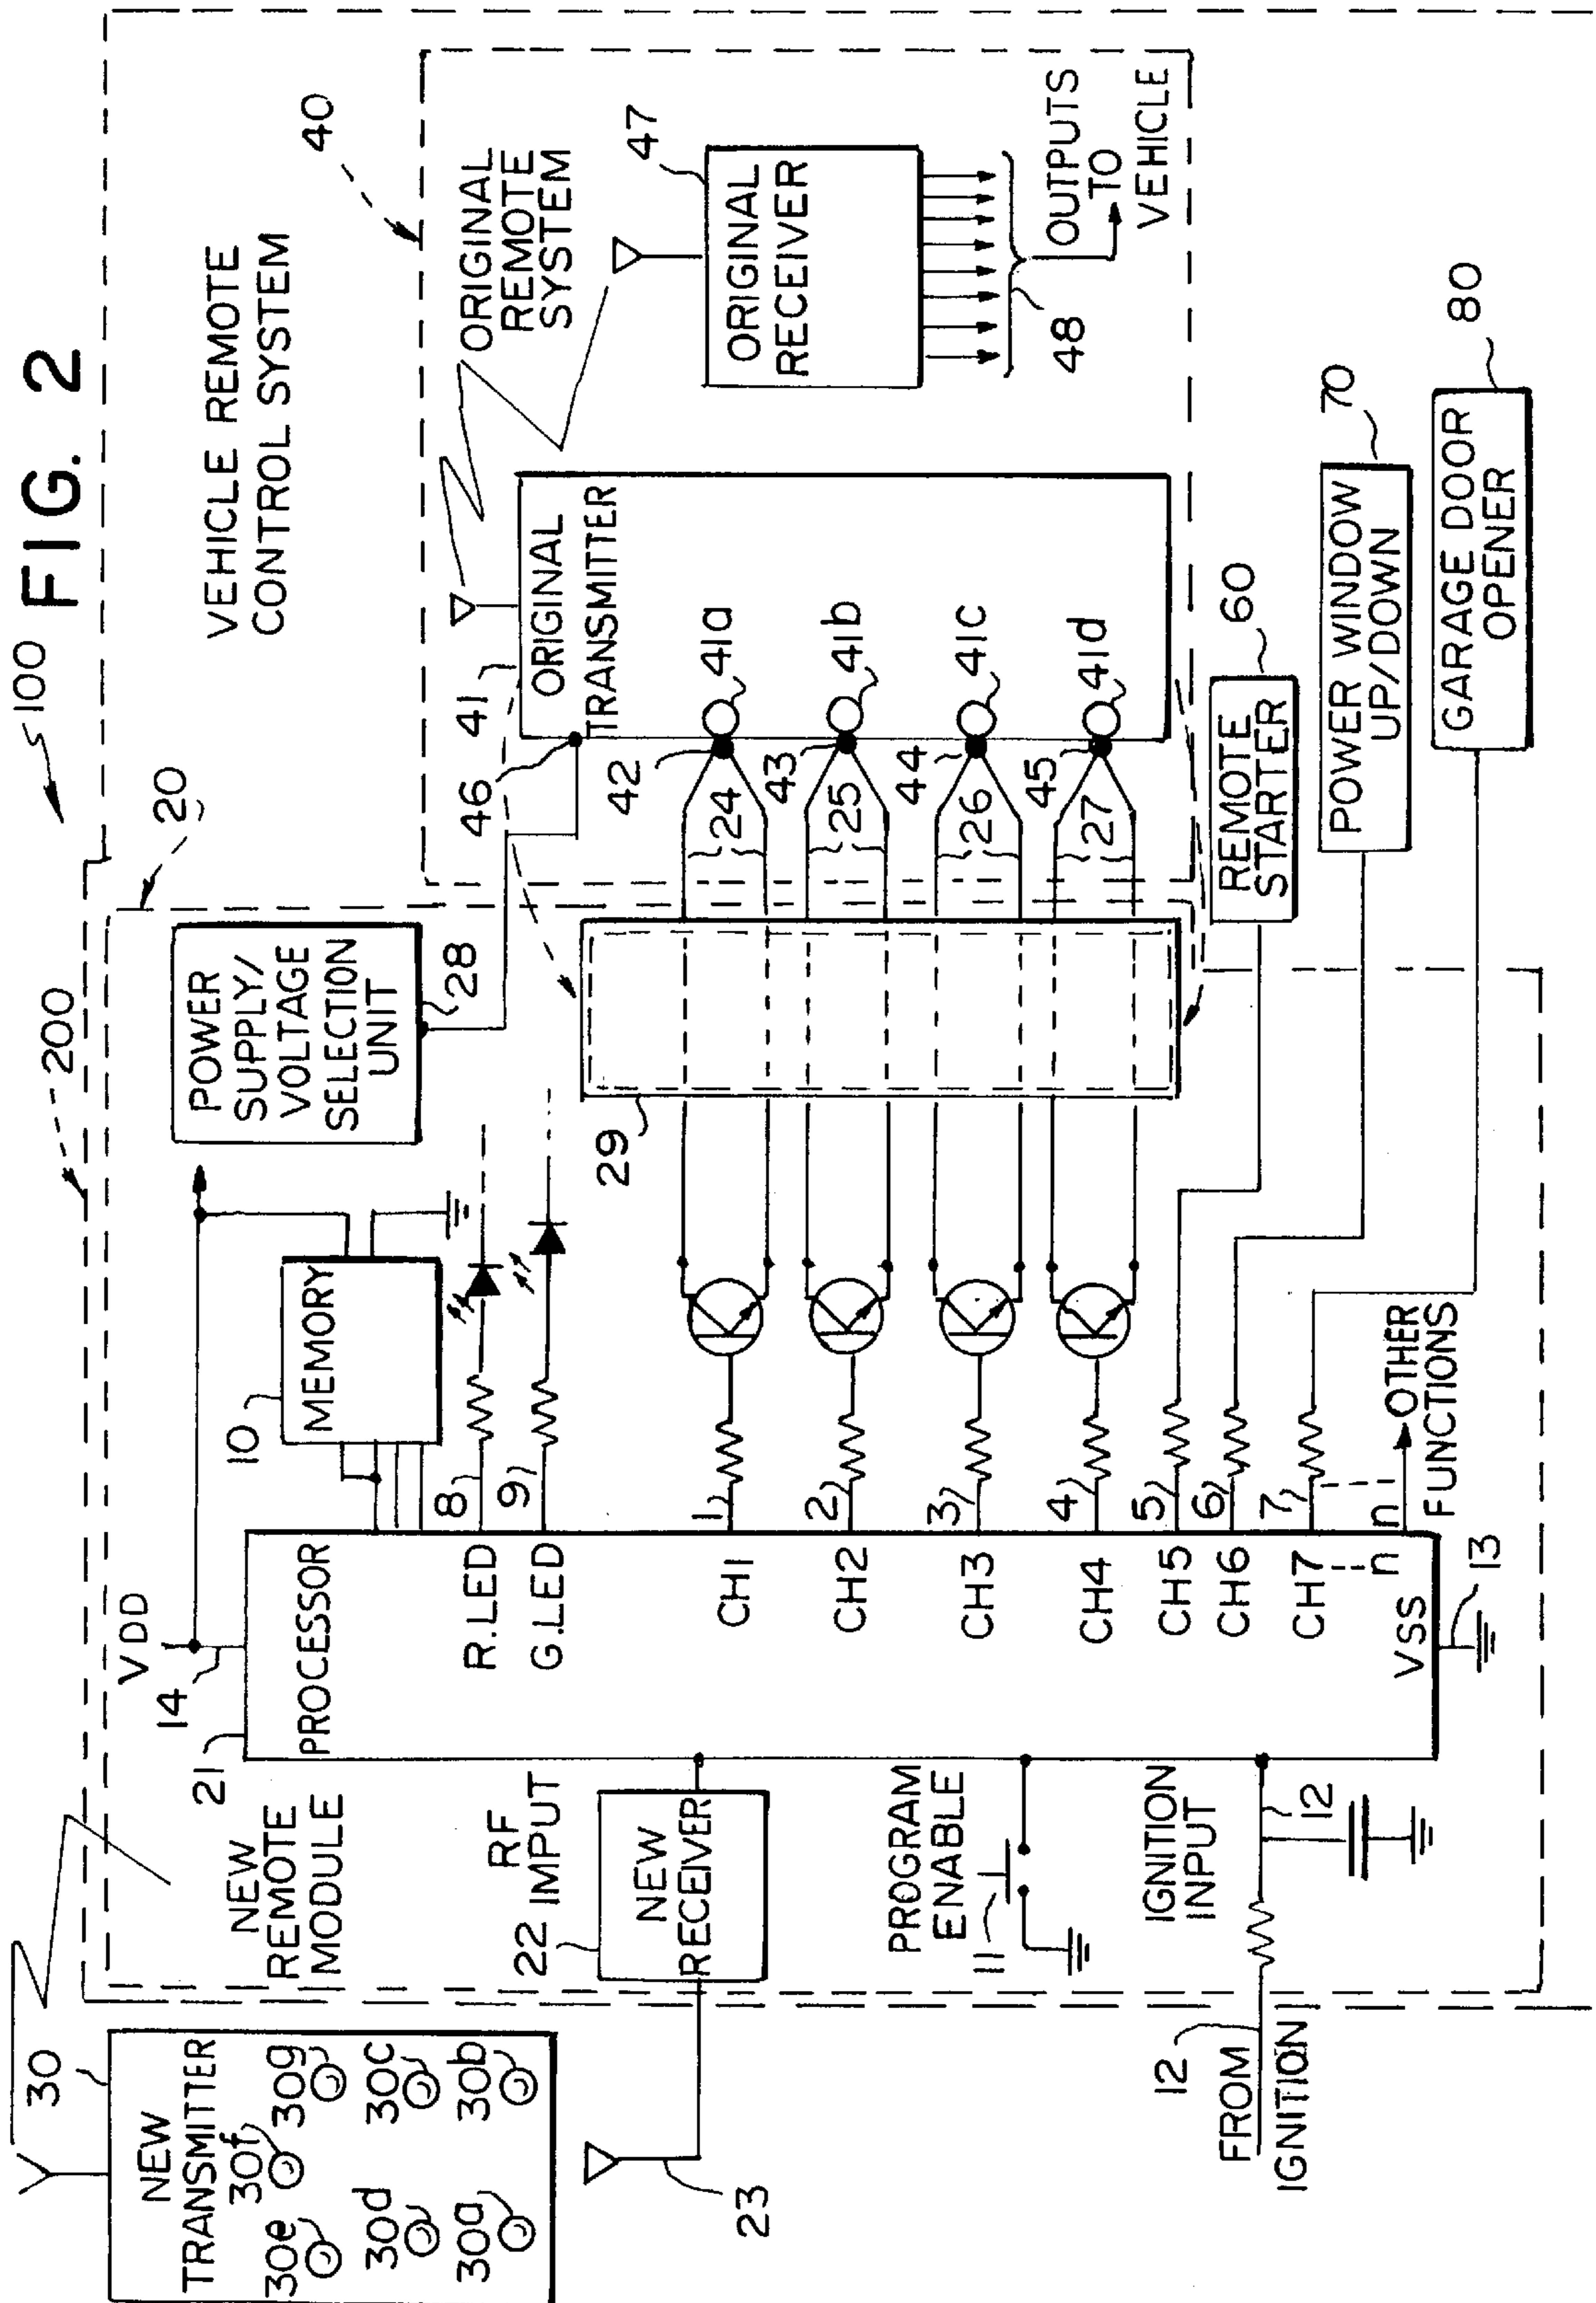 FIG. 2
100
200
VEHICLE REMOTE
CONTROL SYSTEM
40
ORIGINAL
REMOTE
SYSTEM
47
ORIGINAL
RECEIVER
48
OUTPUTS
TO
VEHICLE
41
ORIGINAL
TRANSMITTER
46
42
41a
43
41b
44
41c
45
41d
24
25
26
27
20
POWER
SUPPLY/
VOLTAGE
SELECTION
UNIT
28
29
REMOTE
STARTER
60
POWER WINDOW
UP/DOWN
70
GARAGE DOOR
OPENER
80
MEMORY
10
VDD
14
21
PROCESSOR
R.LED
8
G.LED
9
CH1
1
CH2
2
CH3
3
CH4
4
CH5
5
CH6
6
CH7
7
n
n
OTHER
FUNCTIONS
VSS
13
NEW
REMOTE
MODULE
RF
IMPUT
22
NEW
RECEIVER
PROGRAM
ENABLE
11
IGNITION
INPUT
12
12
FROM
IGNITION
30
NEW
TRANSMITTER
30e
30f
30g
30d
30c
30a
30b
23